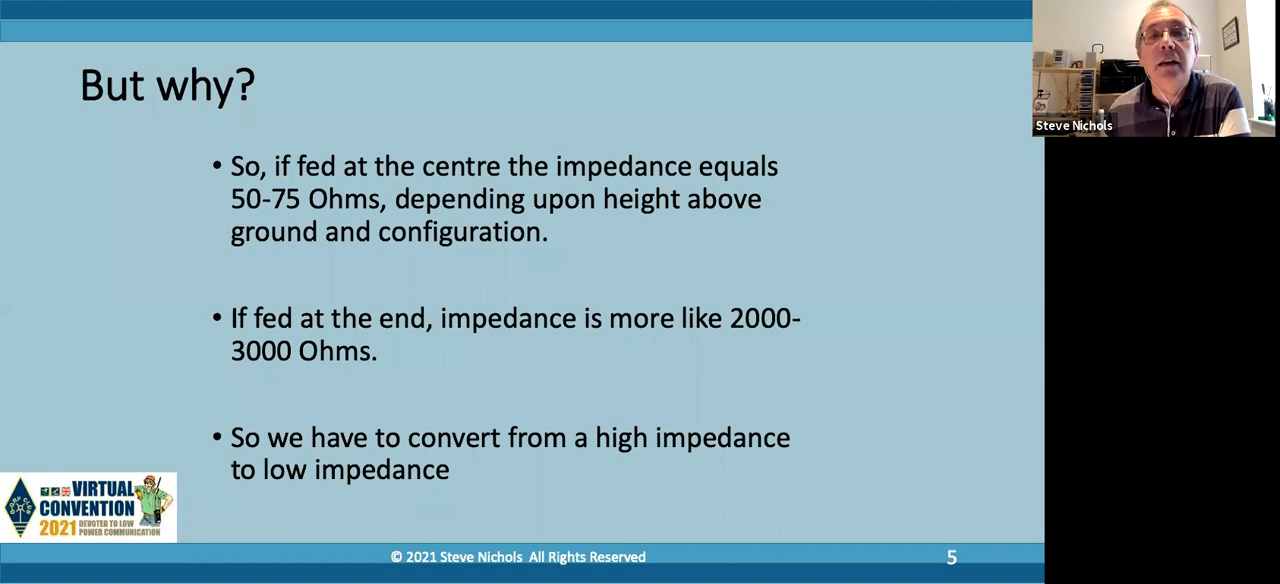 But why?
• So, if fed at the centre the impedance equals
50-75 Ohms, depending upon height above
ground and configuration.
• If fed at the end, impedance is more like 2000-
3000 Ohms.
• So we have to convert from a high impedance
to low impedance
Steve Nichols
VIRTUAL
CONVENTION
2021 DEVOTED TO LOW
POWER COMMUNICATION
© 2021 Steve Nichols All Rights Reserved
5